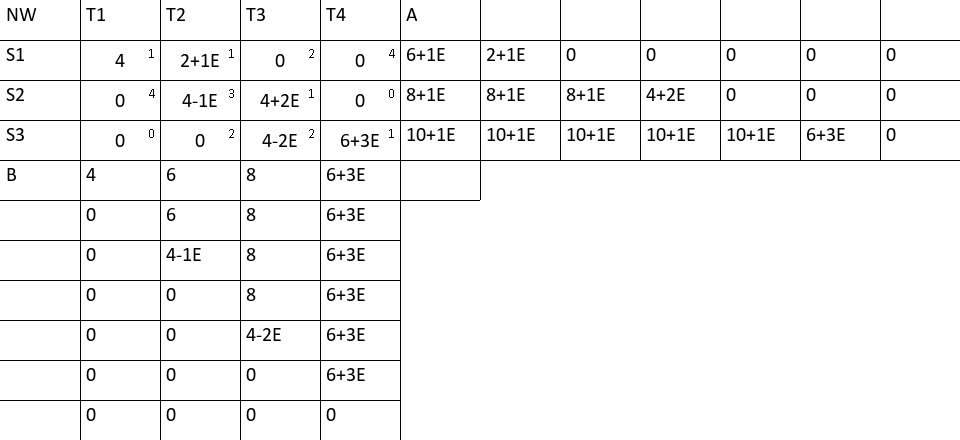 NW T1 T2 T3 T4 A
S1 4 1 2+1E 1 0 2 0 4 6+1E 2+1E 0 0 0 0 0
S2 0 4 4-1E 3 4+2E 1 0 0 8+1E 8+1E 8+1E 4+2E 0 0 0
S3 0 0 0 2 4-2E 2 6+3E 1 10+1E 10+1E 10+1E 10+1E 10+1E 6+3E 0
B 4 6 8 6+3E
0 6 8 6+3E
0 4-1E 8 6+3E
0 0 8 6+3E
0 0 4-2E 6+3E
0 0 0 6+3E
0 0 0 0